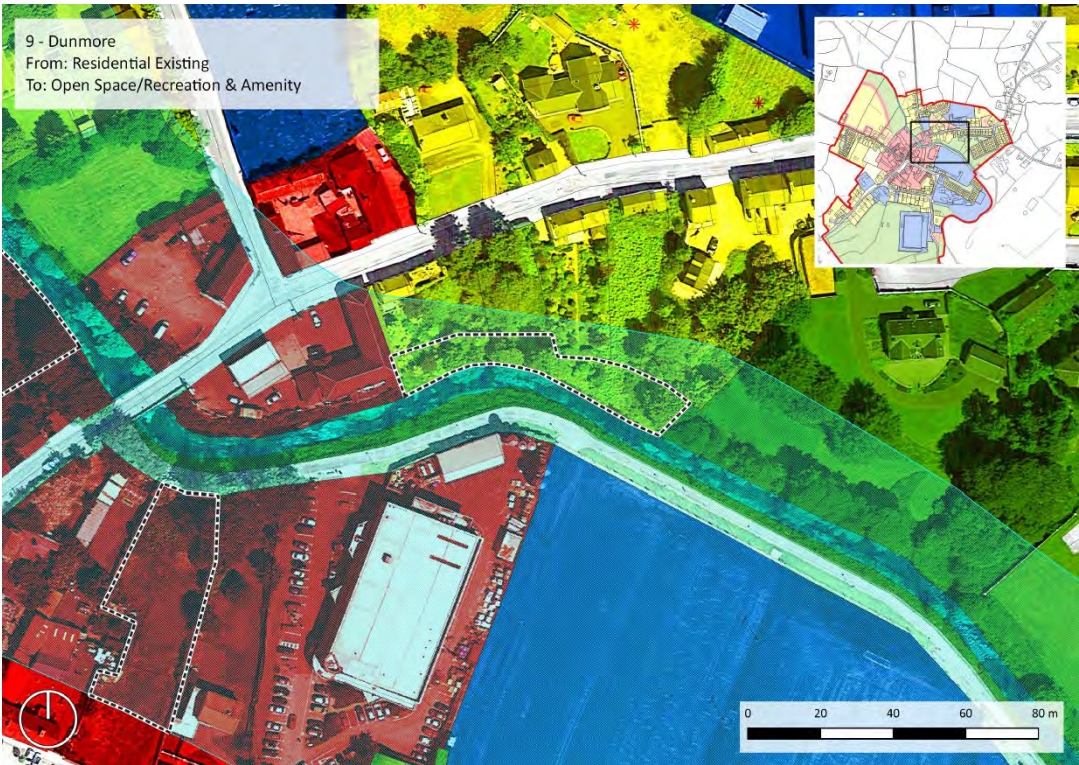 9 - Dunmore
From: Residential Existing
To: Open Space/Recreation & Amenity
0 20 40 60 80 m